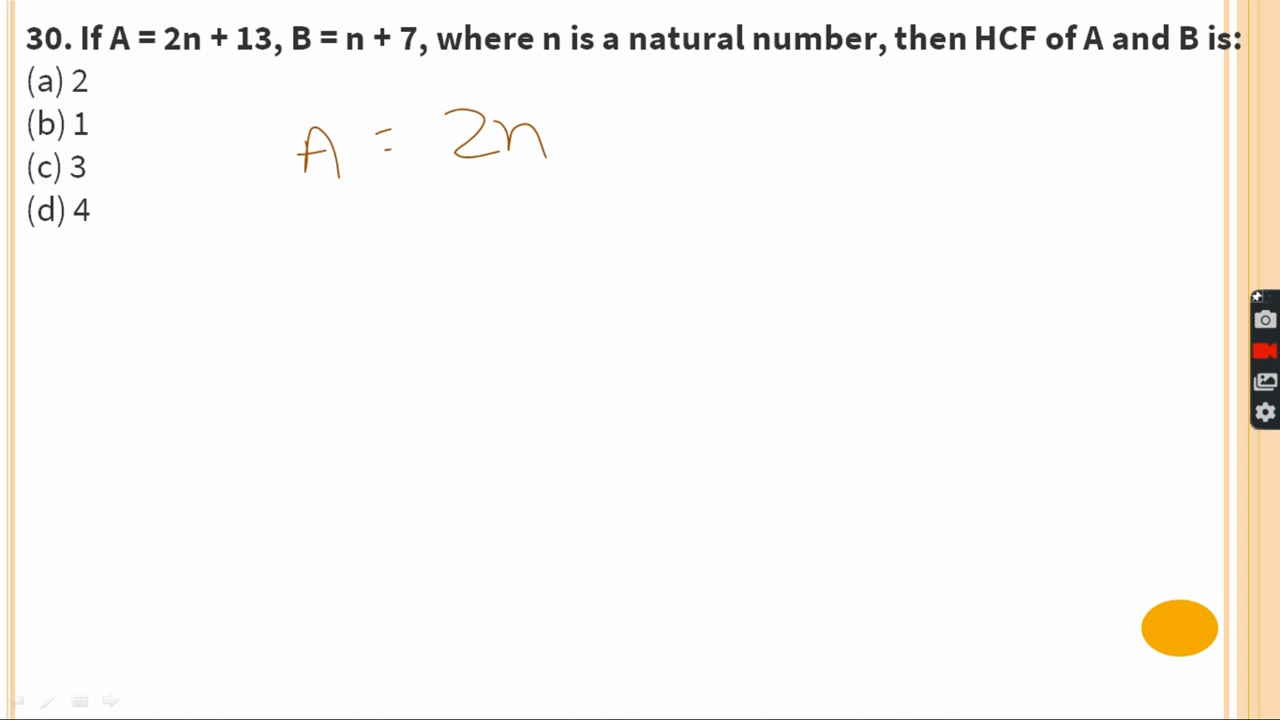 30. If A = 2n + 13, B = n + 7, where n is a natural number, then HCF of A and B is:
(a) 2
(b) 1
(c) 3
(d) 4
A = 2n